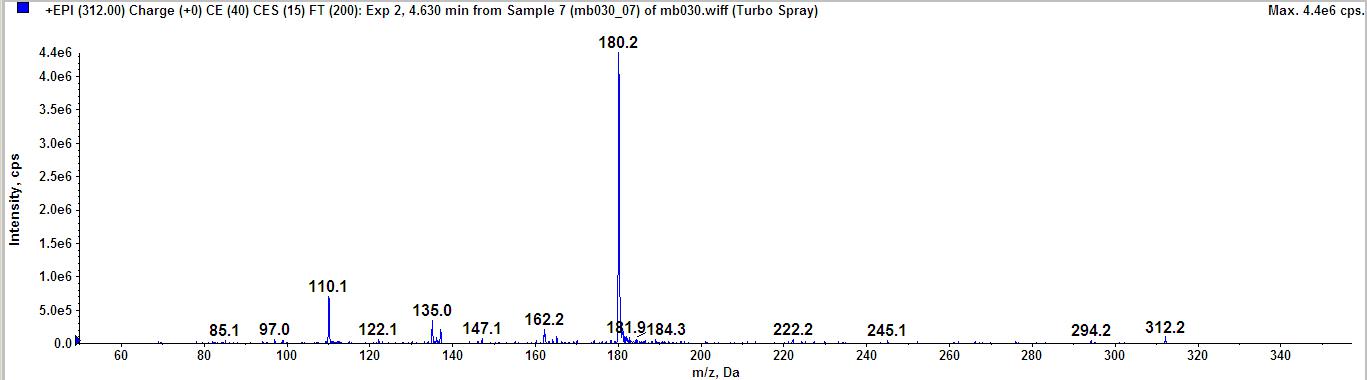 +EPI (312.00) Charge (+0) CE (40) CES (15) FT (200): Exp 2, 4.630 min from Sample 7 (mb030_07) of mb030.wiff (Turbo Spray) Max. 4.4e6 cps.
180.2
4.4e6
4.0e6
3.5e6
3.0e6
2.5e6
2.0e6
1.5e6
1.0e6
5.0e5
0.0
Intensity, cps
110.1
135.0
85.1 97.0 122.1 147.1 162.2 181.9 184.3 222.2 245.1 294.2 312.2
60 80 100 120 140 160 180 200 220 240 260 280 300 320 340
m/z, Da